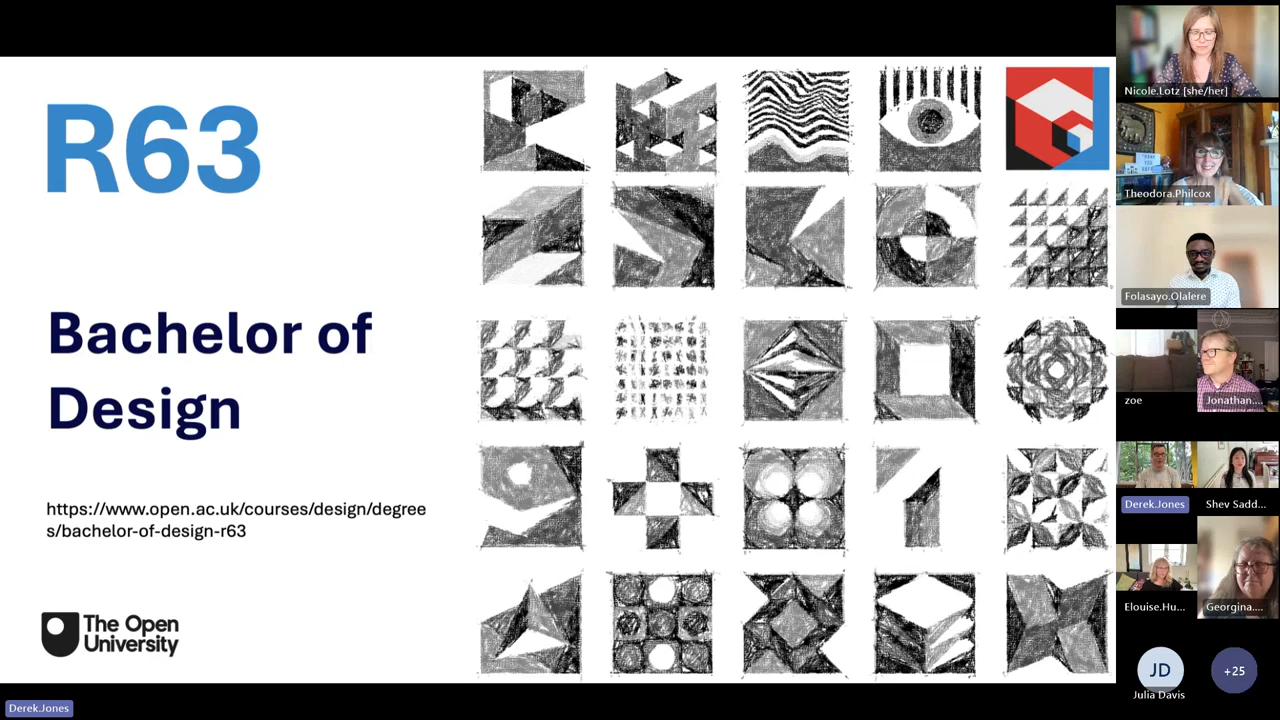 R63
Bachelor of
Design
https://www.open.ac.uk/courses/design/degree
s/bachelor-of-design-r63
The Open
University
Derek.Jones
Nicole.Lotz [she/her]
Theodora.Philcox
Folasayo.Olalere
zoe
Jonathan....
Derek.Jones
Shev Sadd...
Elouise.Hu...
Georgina....
JD
Julia Davis
+25